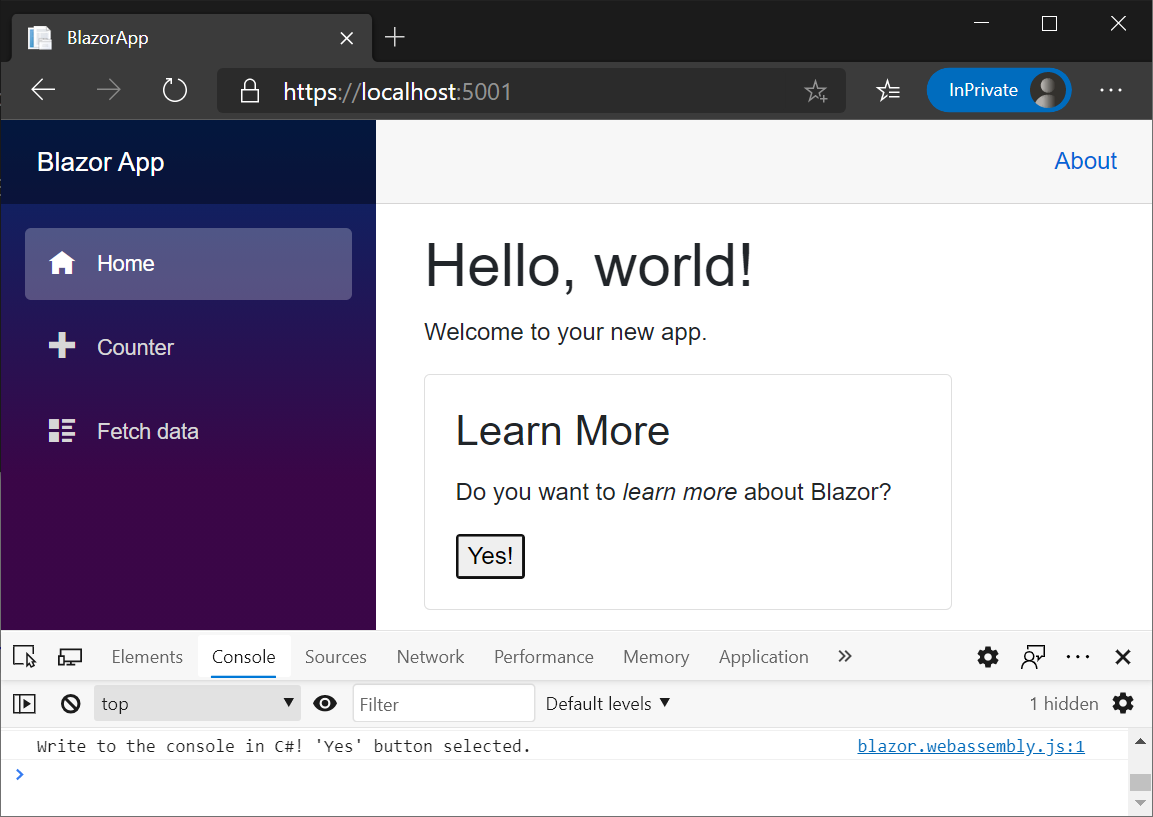 BlazorApp
https://localhost:5001
InPrivate
Blazor App
About
Home
Counter
Fetch data
Hello, world!
Welcome to your new app.
Learn More
Do you want to learn more about Blazor?
Yes!
Elements Console Sources Network Performance Memory Application
top Filter Default levels 1 hidden
Write to the console in C#! 'Yes' button selected. blazor.webassembly.js:1